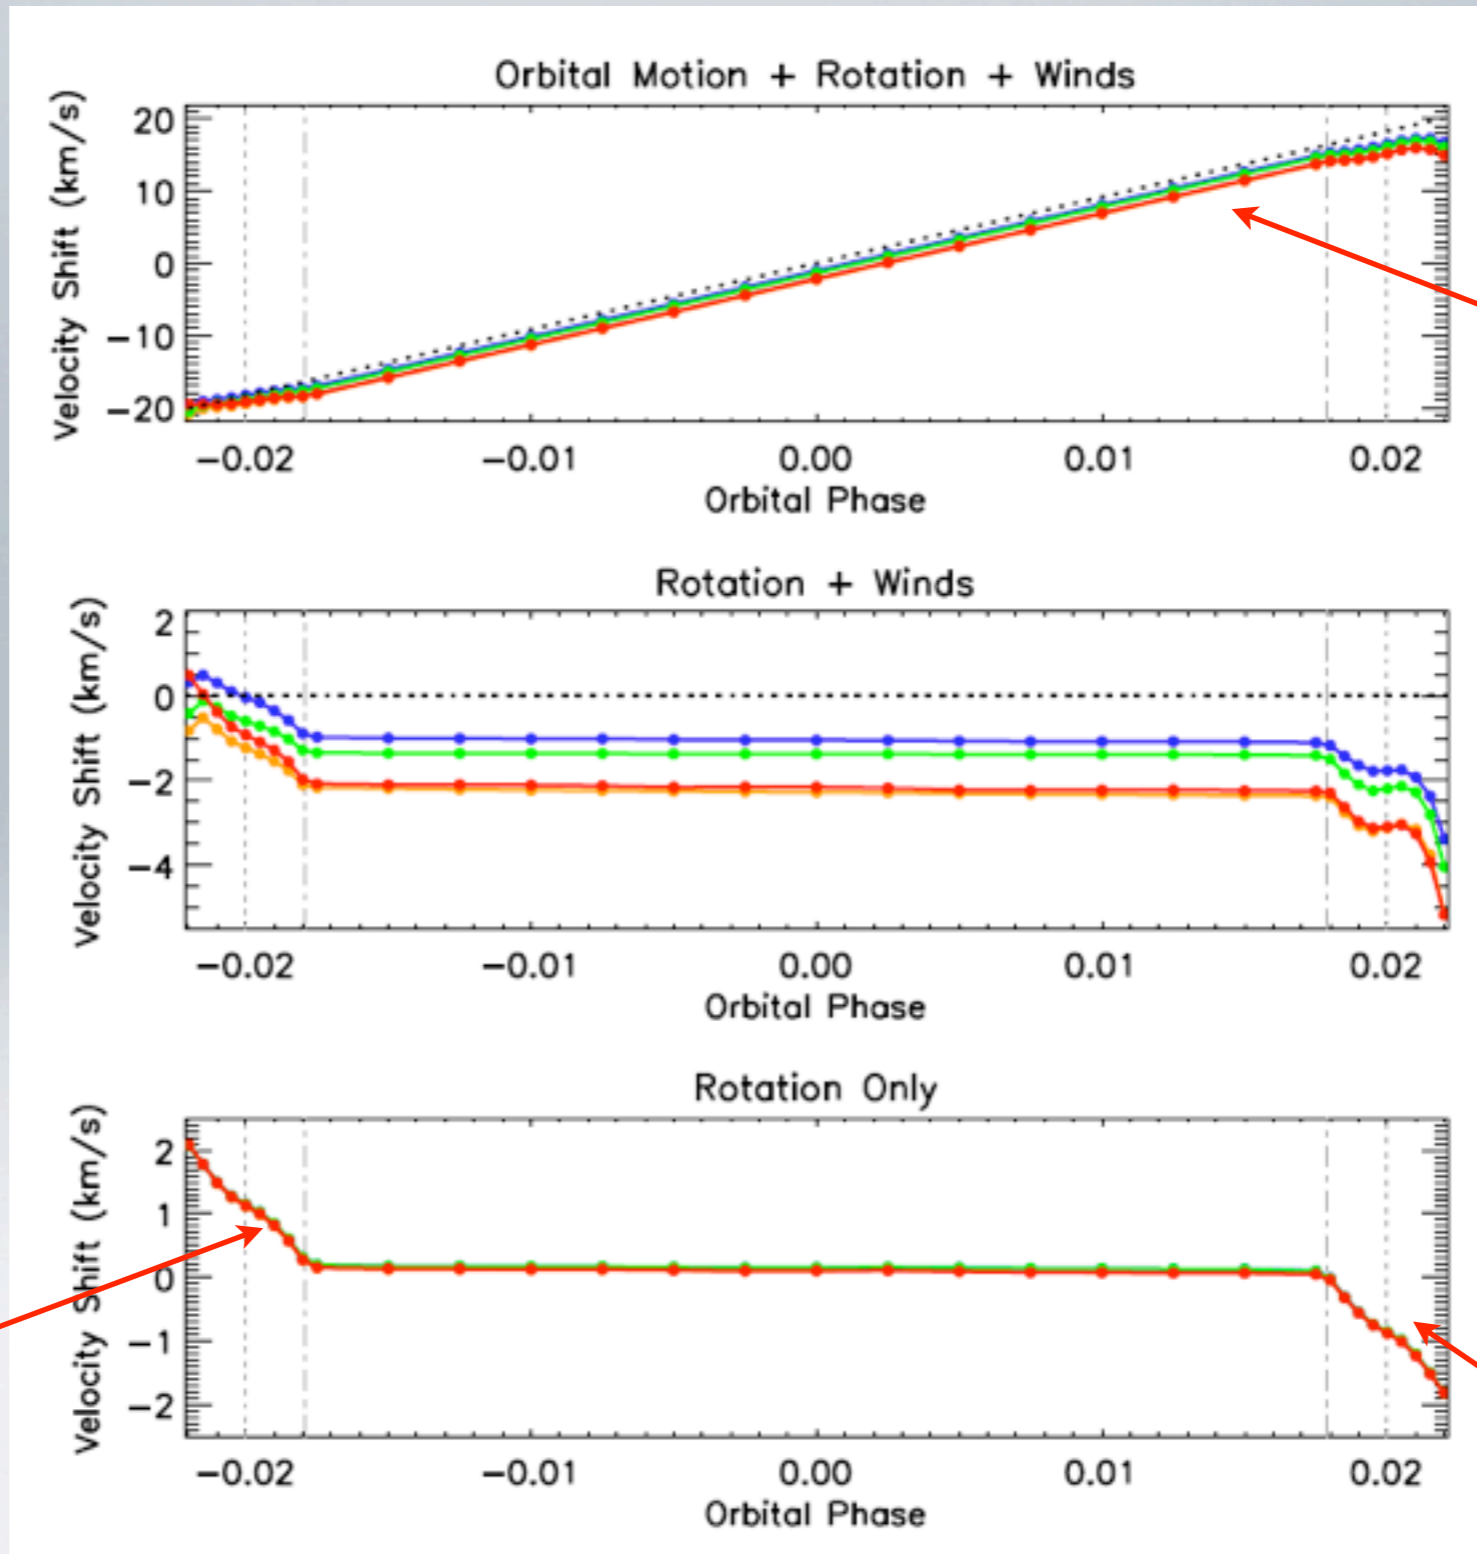 Orbital Motion + Rotation + Winds
Velocity Shift (km/s)
20
10
0
−10
−20
−0.02 −0.01 0.00 0.01 0.02
Orbital Phase
Rotation + Winds
Velocity Shift (km/s)
2
0
−2
−4
−0.02 −0.01 0.00 0.01 0.02
Orbital Phase
Rotation Only
Velocity Shift (km/s)
2
1
0
−1
−2
−0.02 −0.01 0.00 0.01 0.02
Orbital Phase